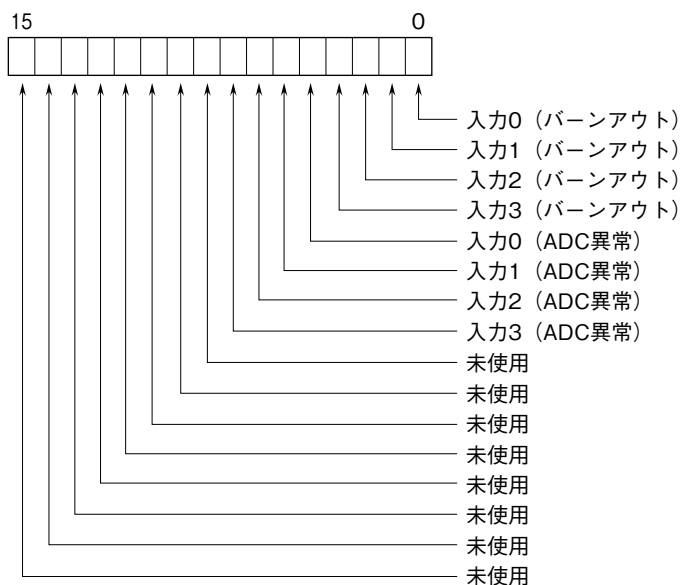 15 0
入力0（バーンアウト）
入力1（バーンアウト）
入力2（バーンアウト）
入力3（バーンアウト）
入力0（ADC異常）
入力1（ADC異常）
入力2（ADC異常）
入力3（ADC異常）
未使用
未使用
未使用
未使用
未使用
未使用
未使用
未使用